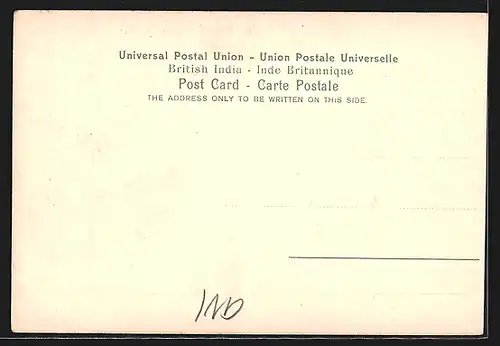 Universal Postal Union - Union Postale Universelle
British India - Inde Britannique
Post Card - Carte Postale
THE ADDRESS ONLY TO BE WRITTEN ON THIS SIDE.